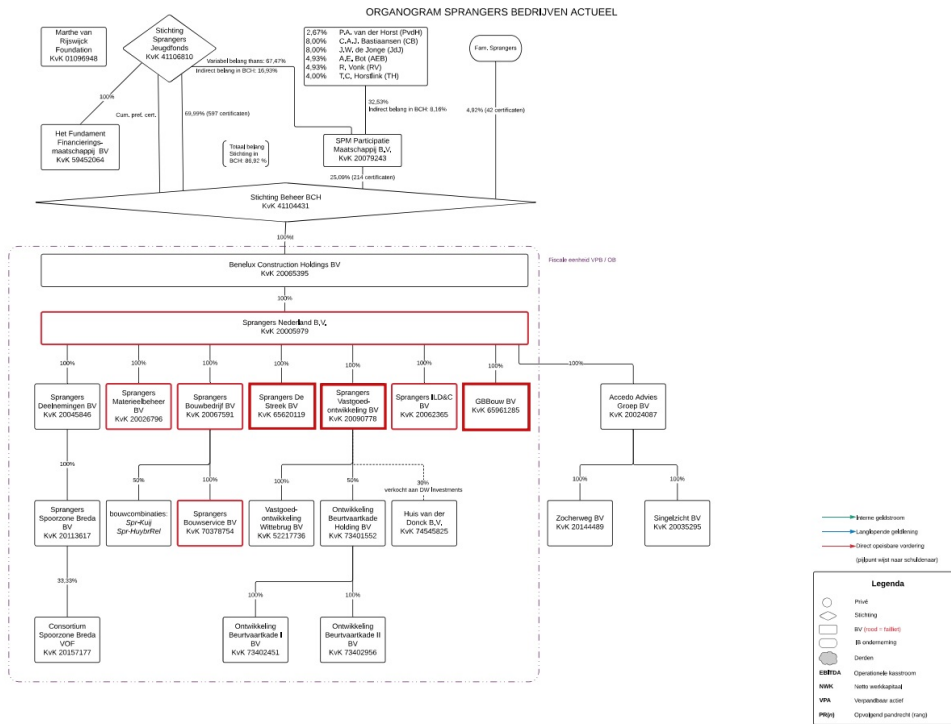 ORGANOGRAM SPRANGERS BEDRIJVEN ACTUEEL
Marthe van
Rijswijck
Foundation
KvK 01096948
Stichting
Sprangers
Jeugdfonds
KvK 41106810
2,67% P.A. van der Horst (PvdH)
8,00% C.A.J. Bastiaansen (CB)
8,00% J.W. de Jonge (JdJ)
4,93% A.E. Bot (AEB)
4,93% R. Vonk (RV)
4,00% T.C. Horstink (TH)
Fam. Sprangers
Variabel belang thans: 67,47%
Indirect belang in BCH: 16,93%
100%
Cum. pref. cert.
69,99% (597 certificaten)
32,53%
Indirect belang in BCH: 8,16%
4,92% (42 certificaten)
Het Fundament
Financierings-
maatschappij BV
KvK 59452064
Totaal belang
Stichting in
BCH: 86,92 %
SPM Participatie
Maatschappij B.V.
KvK 20079243
25,09% (214 certificaten)
Stichting Beheer BCH
KvK 41104431
100%
Benelux Construction Holdings BV
KvK 20065395
Fiscale eenheid VPB / OB
100%
Sprangers Nederland B.V.
KvK 20005979
100%
100%
100%
100%
100%
100%
100%
100%
Sprangers
Deelnemingen BV
KvK 20045846
Sprangers
Materieelbeheer
BV
KvK 20026796
Sprangers
Bouwbedrijf BV
KvK 20067591
Sprangers De
Streek BV
KvK 65620119
Sprangers
Vastgoed-
ontwikkeling BV
KvK 20090778
Sprangers ILD&C
BV
KvK 20062365
GBBouw BV
KvK 65961285
Accedo Advies
Groep BV
KvK 20024087
100%
50%
100%
100%
50%
30%
verkocht aan DW Investments
100%
100%
Sprangers
Spoorzone Breda
BV
KvK 20113617
bouwcombinaties:
Spr-Kuij
Spr-HuybrRel
Sprangers
Bouwservice BV
KvK 70378754
Vastgoed-
ontwikkeling
Wittebrug BV
KvK 52217736
Ontwikkeling
Beurtvaartkade
Holding BV
KvK 73401552
Huis van der
Donck B.V.
KvK 74545825
Zocherweg BV
KvK 20144489
Singelzicht BV
KvK 20035295
33,33%
100%
100%
Consortium
Spoorzone Breda
VOF
KvK 20157177
Ontwikkeling
Beurtvaartkade I
BV
KvK 73402451
Ontwikkeling
Beurtvaartkade II
BV
KvK 73402956
Interne geldstroom
Langlopende geldlening
Direct opeisbare vordering
(pijlpunt wijst naar schuldenaar)
Legenda
Privé
Stichting
BV (rood = failliet)
IB onderneming
Derden
EBITDA Operationele kasstroom
NWK Netto werkkapitaal
VPA Verpandbaar actief
PR(n) Opvolgend pandrecht (rang)